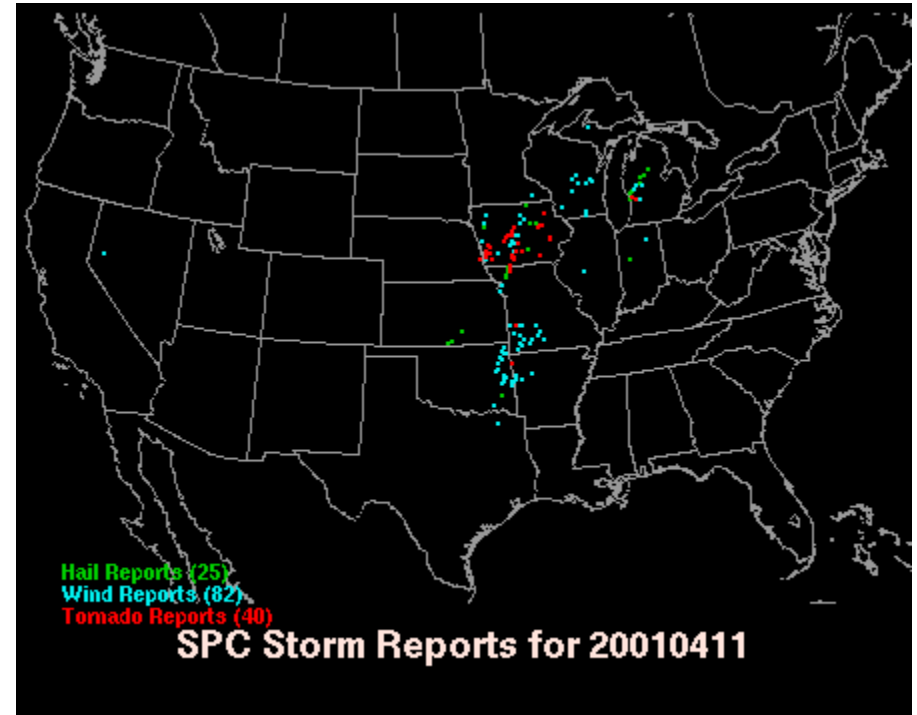 Hail Reports (25)
Wind Reports (82)
Tornado Reports (40)
SPC Storm Reports for 20010411